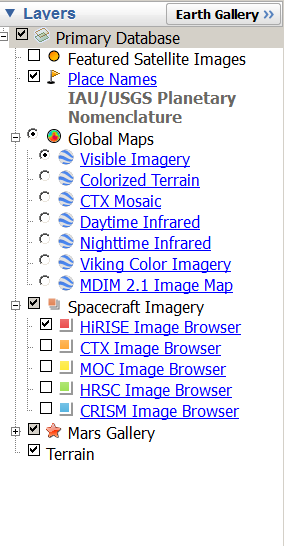 Layers
Earth Gallery >>
Primary Database
Featured Satellite Images
Place Names
IAU/USGS Planetary
Nomenclature
Global Maps
Visible Imagery
Colorized Terrain
CTX Mosaic
Daytime Infrared
Nighttime Infrared
Viking Color Imagery
MDIM 2.1 Image Map
Spacecraft Imagery
HiRISE Image Browser
CTX Image Browser
MOC Image Browser
HRSC Image Browser
CRISM Image Browser
Mars Gallery
Terrain